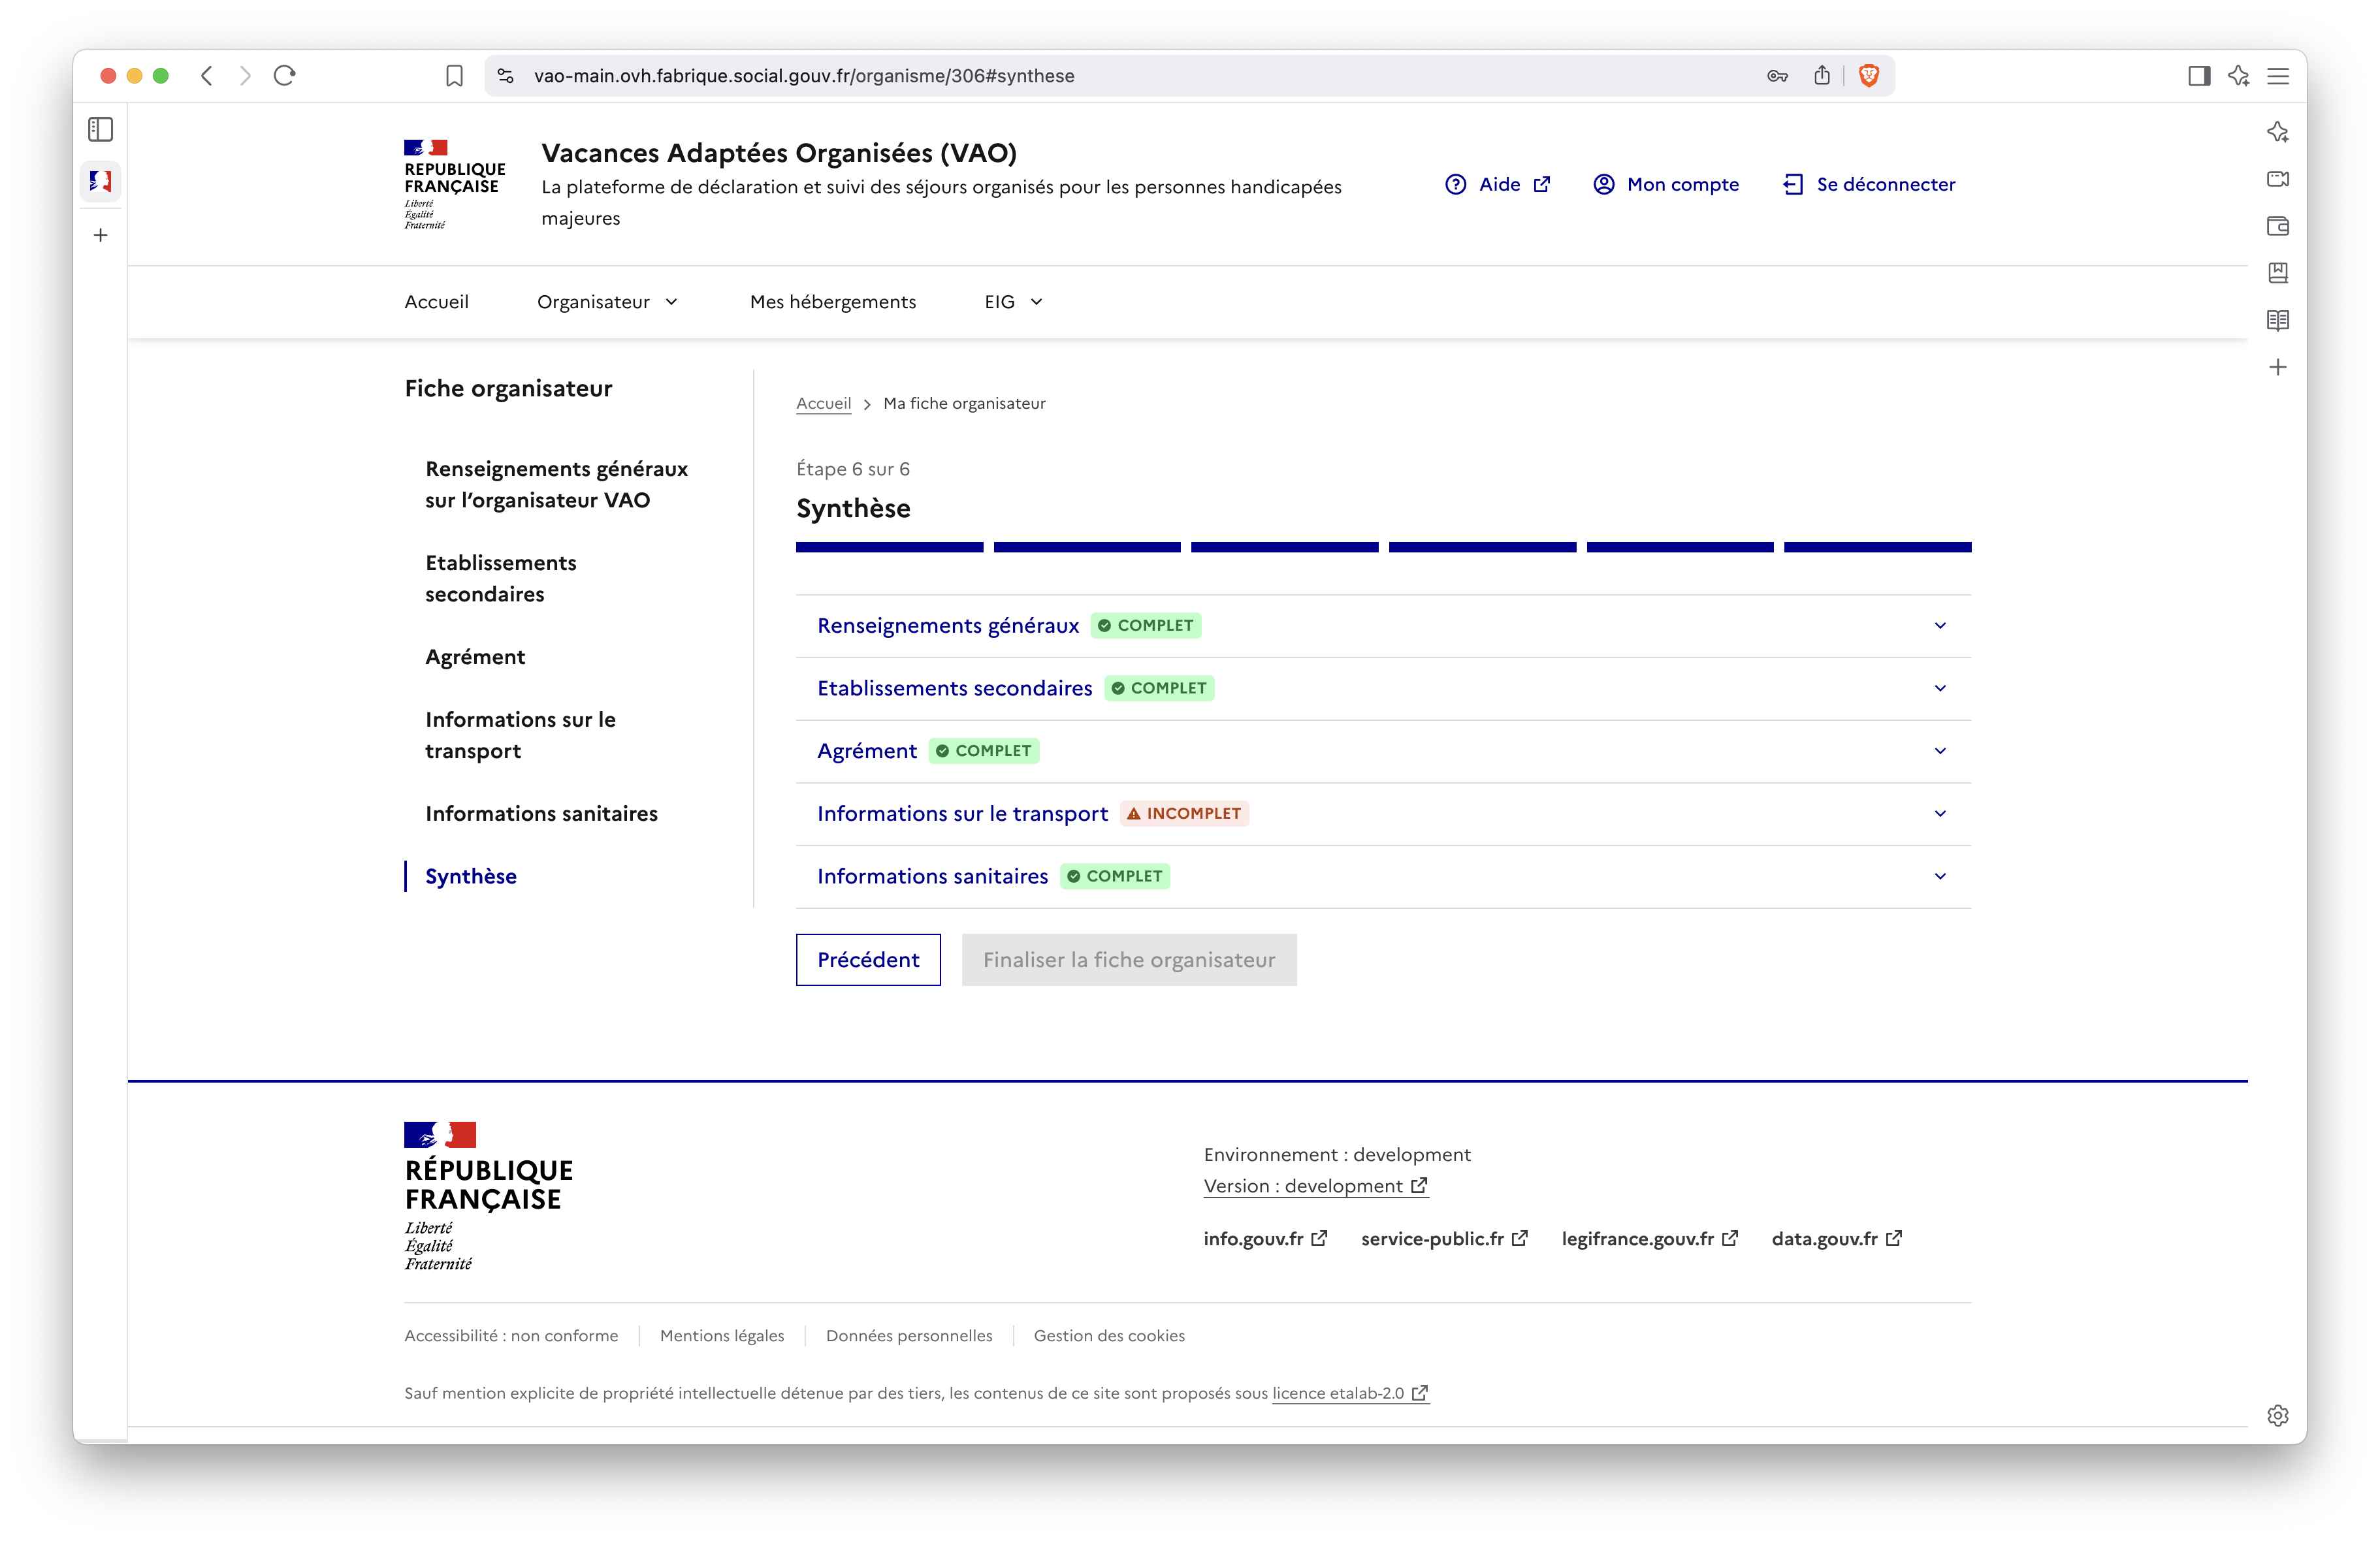 vao-main.ovh.fabrique.social.gouv.fr/organisme/306#synthese
REPUBLIQUE
FRANÇAISE
Liberté
Égalité
Fraternité
Vacances Adaptées Organisées (VAO)
La plateforme de déclaration et suivi des séjours organisés pour les personnes handicapées
majeures
Aide
Mon compte
Se déconnecter
Accueil
Organisateur
Mes hébergements
EIG
Fiche organisateur
Renseignements généraux
sur l’organisateur VAO
Etablissements
secondaires
Agrément
Informations sur le
transport
Informations sanitaires
Synthèse
Accueil > Ma fiche organisateur
Étape 6 sur 6
Synthèse
Renseignements généraux COMPLET
Etablissements secondaires COMPLET
Agrément COMPLET
Informations sur le transport INCOMPLET
Informations sanitaires COMPLET
Précédent
Finaliser la fiche organisateur
RÉPUBLIQUE
FRANÇAISE
Liberté
Égalité
Fraternité
Environnement : development
Version : development
info.gouv.fr
service-public.fr
legifrance.gouv.fr
data.gouv.fr
Accessibilité : non conforme
Mentions légales
Données personnelles
Gestion des cookies
Sauf mention explicite de propriété intellectuelle détenue par des tiers, les contenus de ce site sont proposés sous licence etalab-2.0